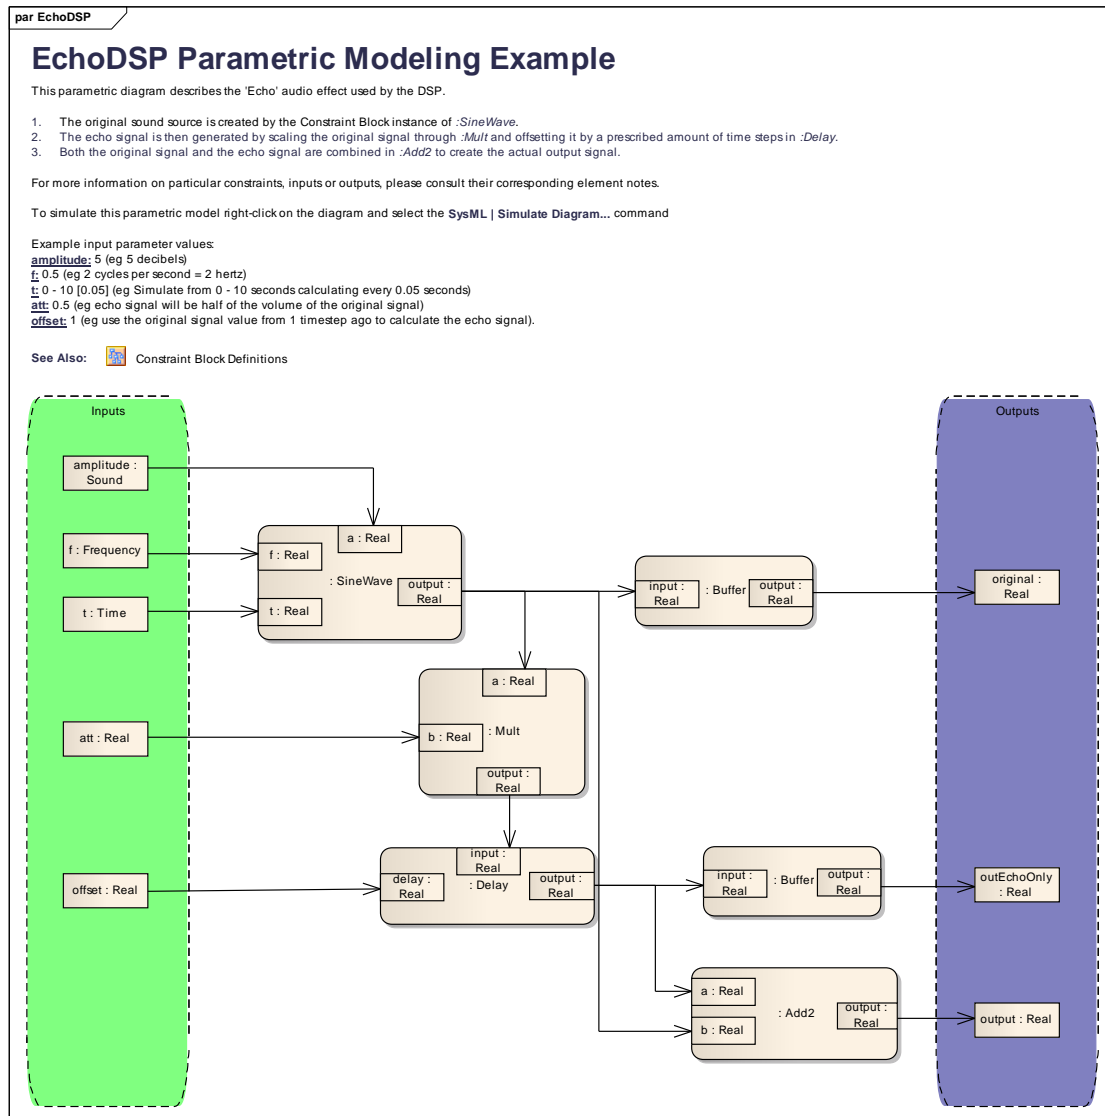 par EchoDSP
EchoDSP Parametric Modeling Example
This parametric diagram describes the 'Echo' audio effect used by the DSP.
1. The original sound source is created by the Constraint Block instance of :SineWave.
2. The echo signal is then generated by scaling the original signal through :Mult and offsetting it by a prescribed amount of time steps in :Delay.
3. Both the original signal and the echo signal are combined in :Add2 to create the actual output signal.
For more information on particular constraints, inputs or outputs, please consult their corresponding element notes.
To simulate this parametric model right-click on the diagram and select the SysML | Simulate Diagram... command
Example input parameter values:
amplitude: 5 (eg 5 decibels)
f: 0.5 (eg 2 cycles per second = 2 hertz)
t: 0 - 10 [0.05] (eg Simulate from 0 - 10 seconds calculating every 0.05 seconds)
att: 0.5 (eg echo signal will be half of the volume of the original signal)
offset: 1 (eg use the original signal value from 1 timestep ago to calculate the echo signal).
See Also: Constraint Block Definitions
Inputs
amplitude :
Sound
f : Frequency
t : Time
att : Real
offset : Real
a : Real
f : Real
: SineWave
output :
Real
t : Real
a : Real
b : Real
: Mult
output :
Real
input :
Real
delay :
Real
: Delay
output :
Real
input :
Real
: Buffer
output :
Real
input :
Real
: Buffer
output :
Real
a : Real
b : Real
: Add2
output :
Real
Outputs
original :
Real
outEchoOnly
: Real
output : Real